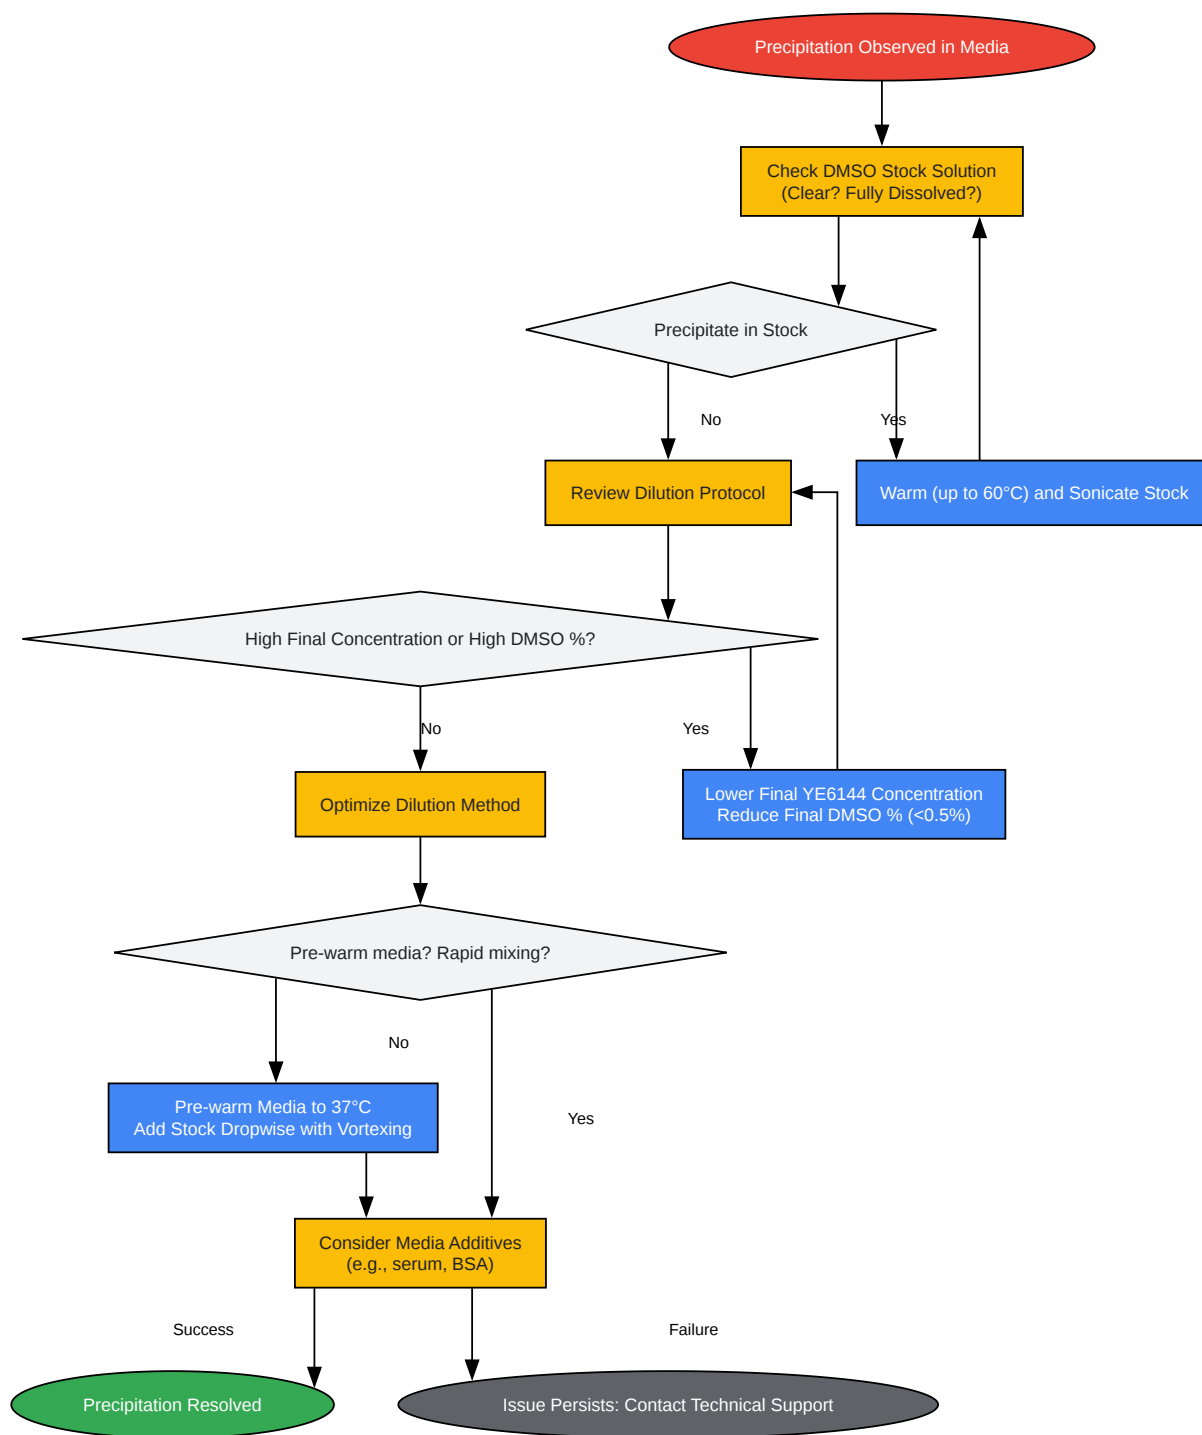 Precipitation Observed in Media
Check DMSO Stock Solution
(Clear? Fully Dissolved?)
Precipitate in Stock
No
Yes
Review Dilution Protocol
Warm (up to 60°C) and Sonicate Stock
High Final Concentration or High DMSO %?
No
Yes
Optimize Dilution Method
Lower Final YE6144 Concentration
Reduce Final DMSO % (<0.5%)
Pre-warm media? Rapid mixing?
No
Pre-warm Media to 37°C
Add Stock Dropwise with Vortexing
Yes
Consider Media Additives
(e.g., serum, BSA)
Success
Failure
Precipitation Resolved
Issue Persists: Contact Technical Support